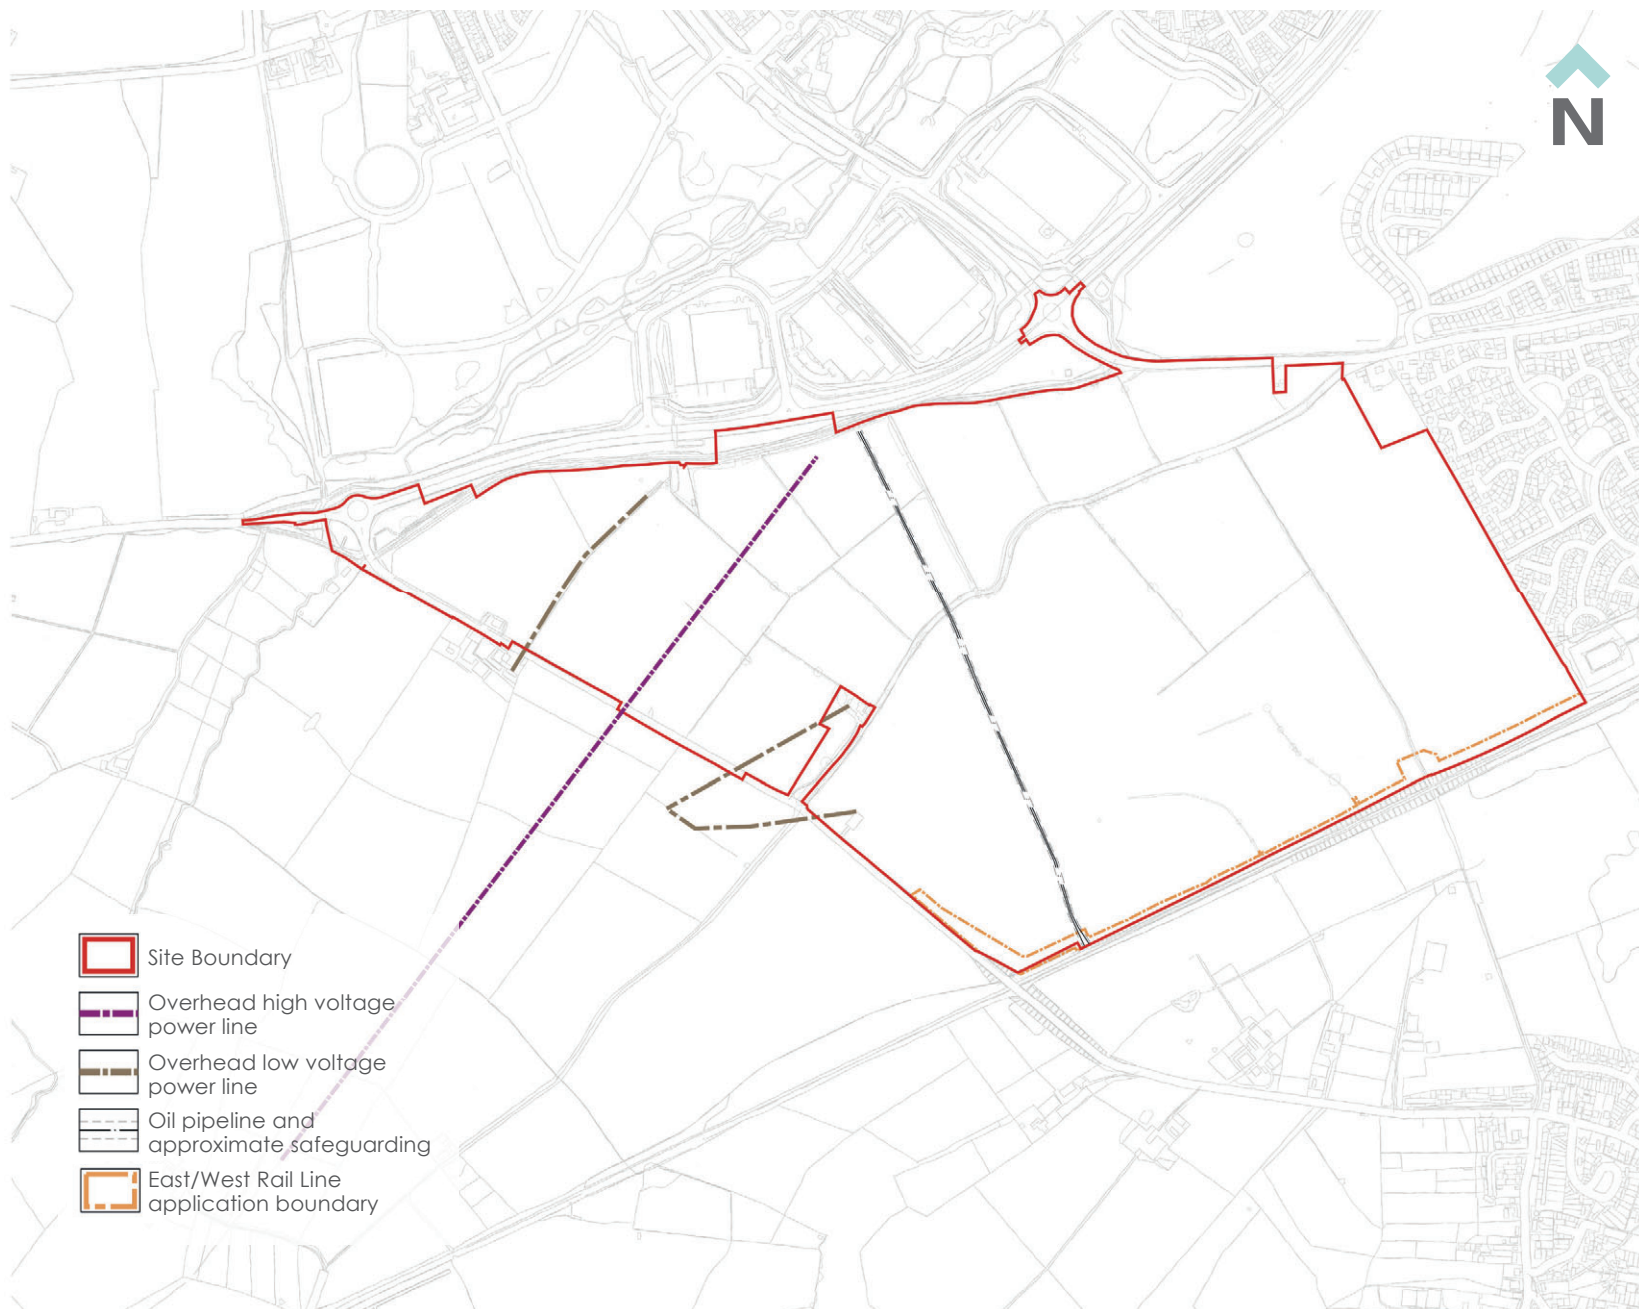 N
Site Boundary
Overhead high voltage
power line
Overhead low voltage
power line
Oil pipeline and
approximate safeguarding
East/West Rail Line
application boundary